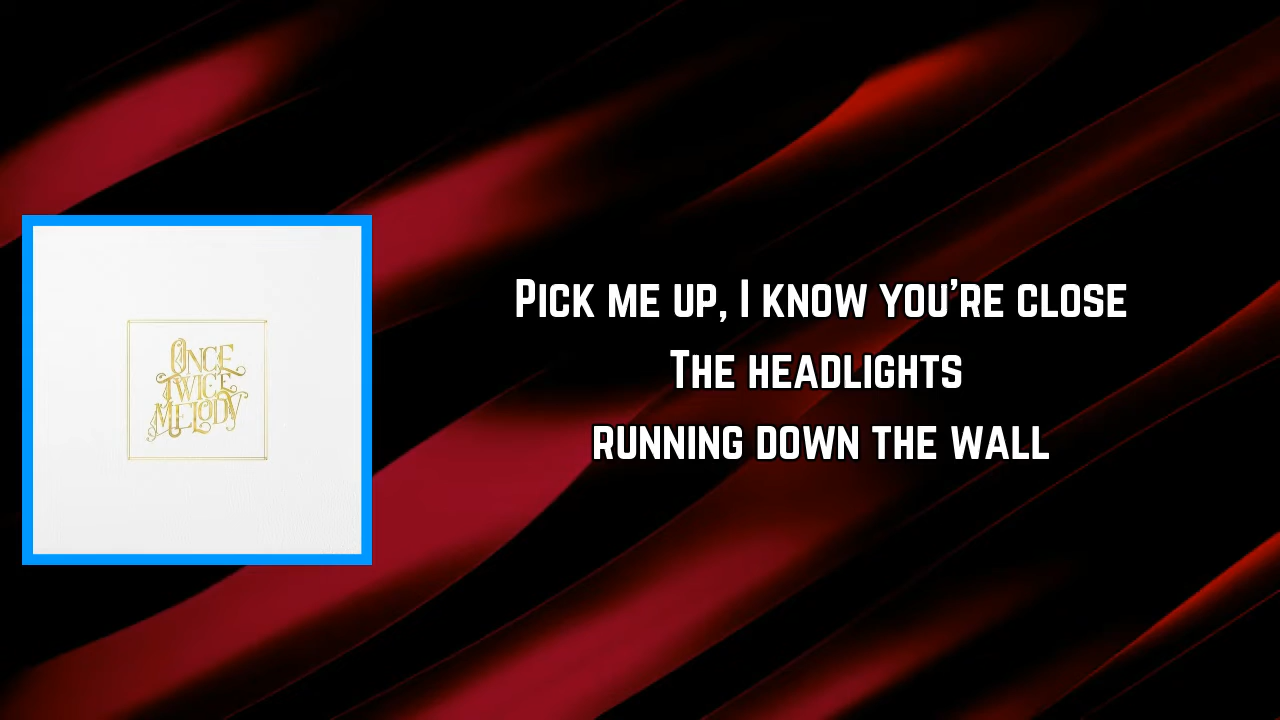 Once
Twice
Melody
Pick me up, I know you're close
The headlights
running down the wall